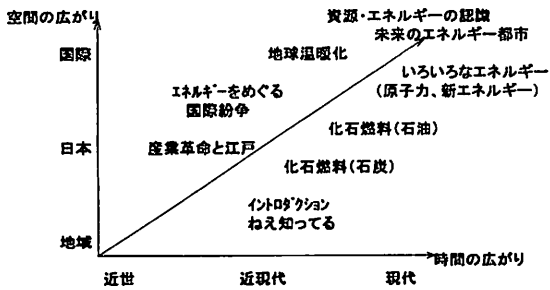 空間の広がり
資源・エネルギーの認識
未来のエネルギー都市
国際
地球温暖化
いろいろなエネルギー
(原子力、新エネルギー)
エネルギーをめぐる
国際紛争
化石燃料(石油)
日本
産業革命と江戸
化石燃料(石炭)
イントロダクション
ねえ知ってる
地域
時間の広がり
近世
近現代
現代